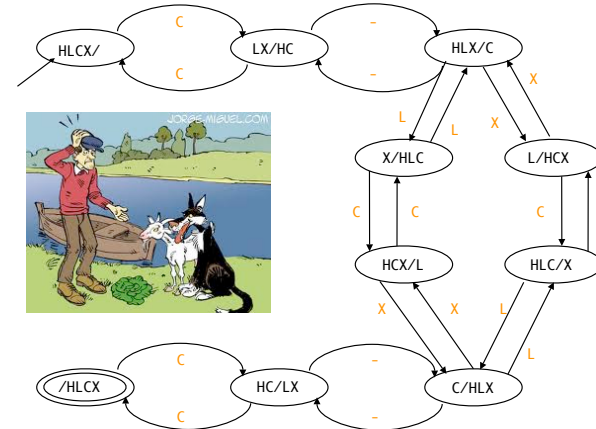 C
HLCX/
C
LX/HC
-
-
HLX/C
L
L
X
X
JORGE-MIGUEL.COM
X/HLC
L/HCX
C
C
C
HCX/L
HLC/X
X
X
L
L
/HLCX
C
C
HC/LX
-
-
C/HLX